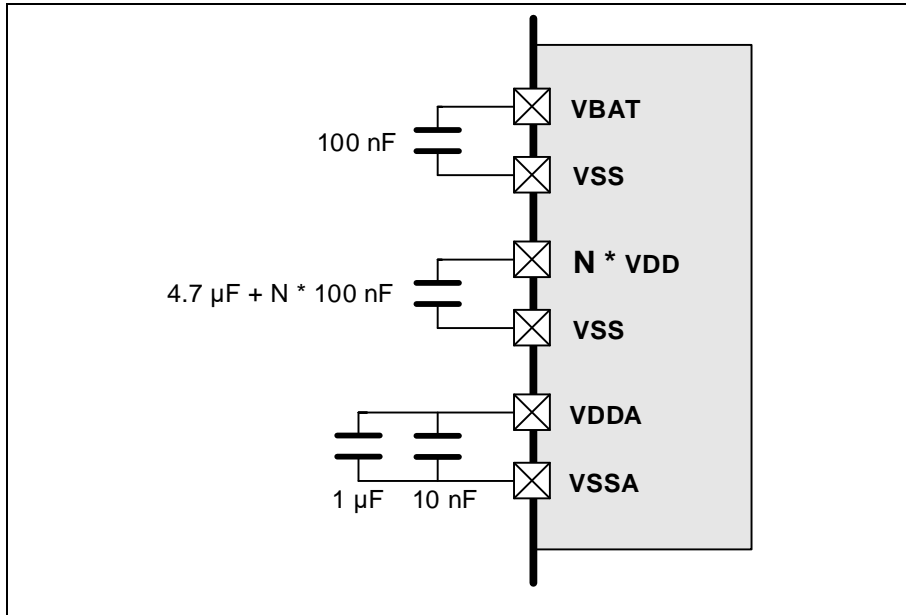 VBAT
100 nF
VSS
N * VDD
4.7 µF + N * 100 nF
VSS
VDDA
VSSA
1 µF 10 nF